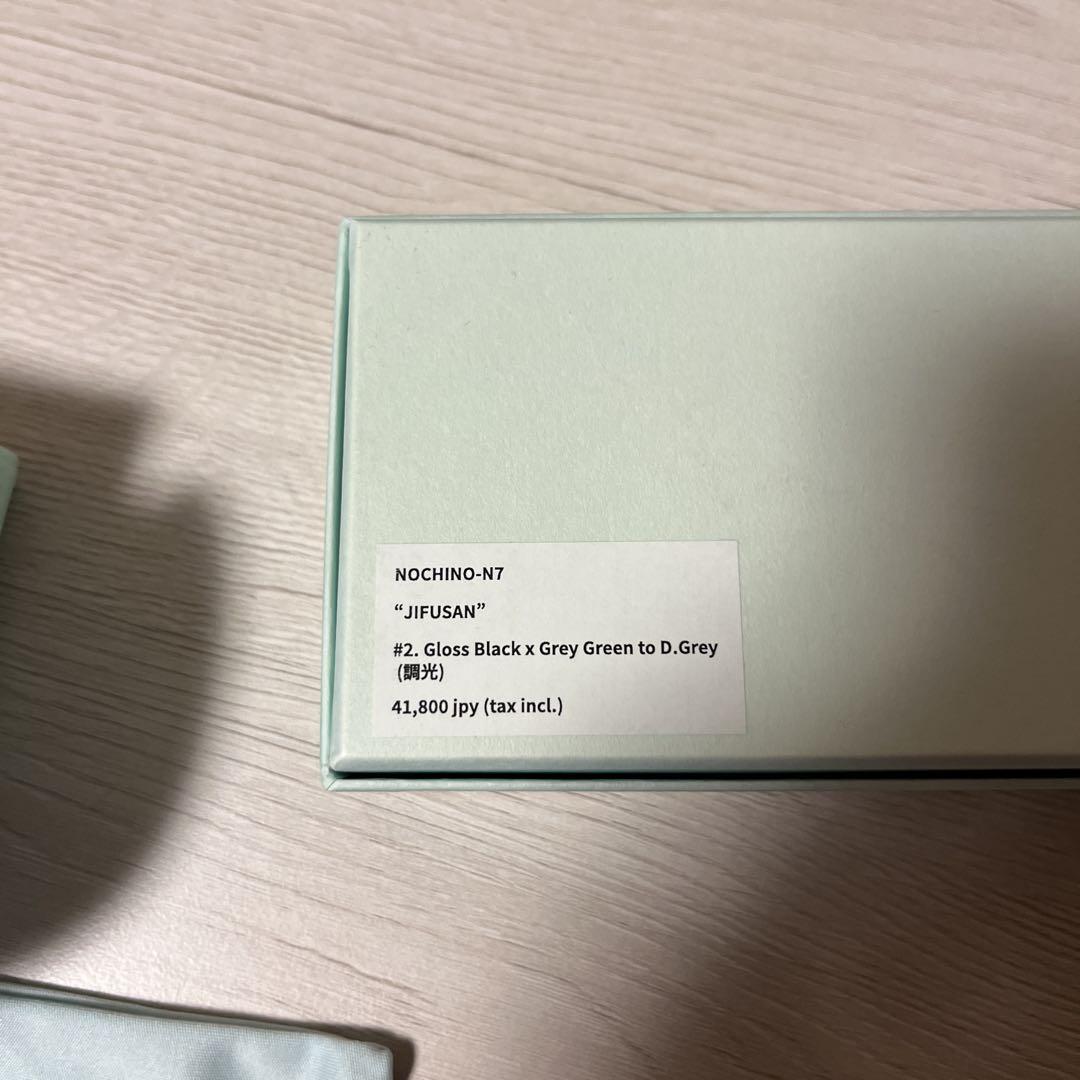 NOCHINO-N7
“JIFUSAN”
#2. Gloss Black x Grey Green to D.Grey
(調光)
41,800 jpy (tax incl.)